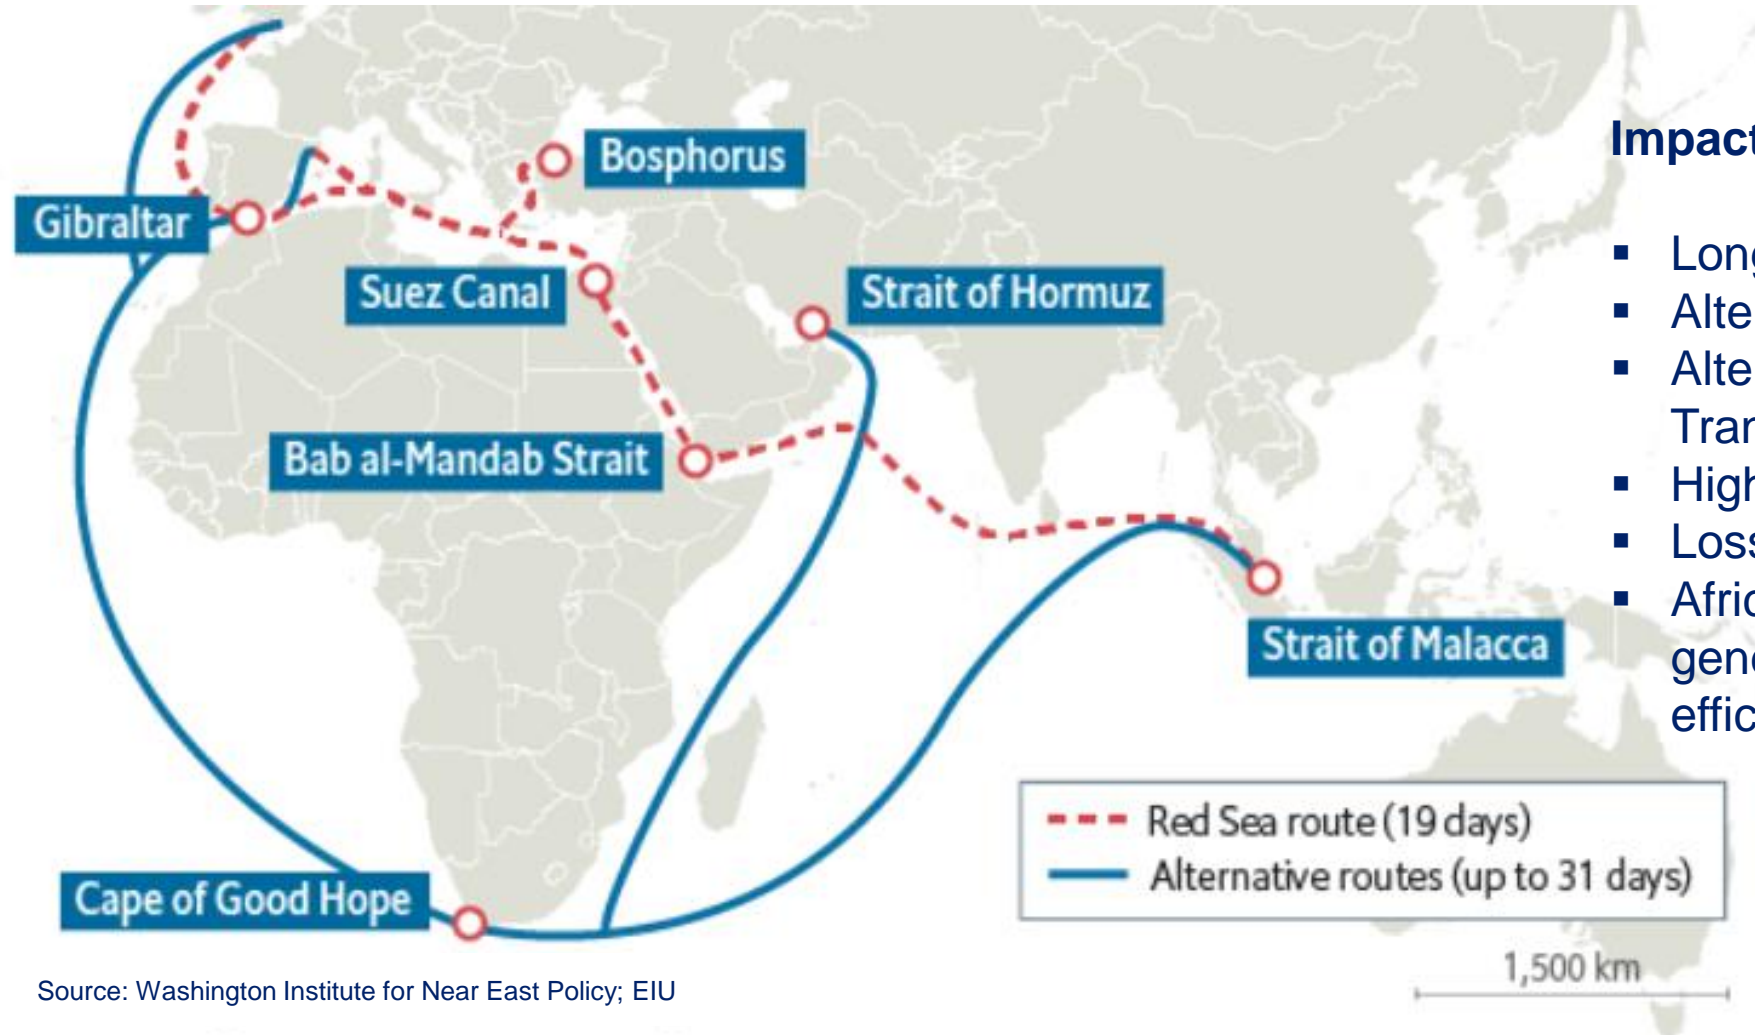 Bosphorus
Gibraltar
Suez Canal
Strait of Hormuz
Bab al-Mandab Strait
Strait of Malacca
Cape of Good Hope
Red Sea route (19 days)
Alternative routes (up to 31 days)
1,500 km
Source: Washington Institute for Near East Policy; EIU